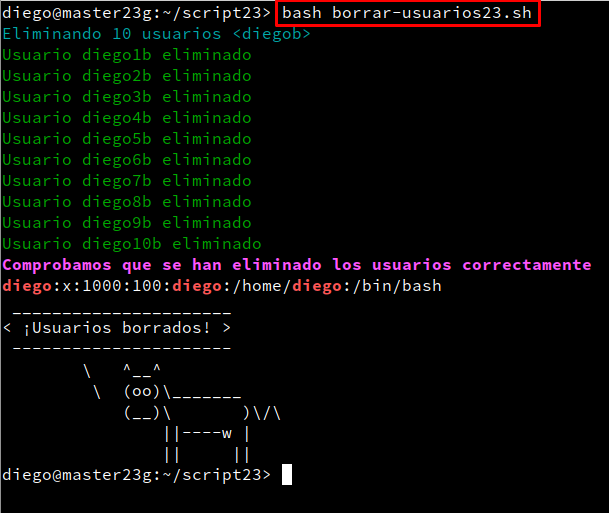 diego@master23g:~/script23> bash borrar-usuarios23.sh
Eliminando 10 usuarios <diegob>
Usuario diego1b eliminado
Usuario diego2b eliminado
Usuario diego3b eliminado
Usuario diego4b eliminado
Usuario diego5b eliminado
Usuario diego6b eliminado
Usuario diego7b eliminado
Usuario diego8b eliminado
Usuario diego9b eliminado
Usuario diego10b eliminado
Comprobamos que se han eliminado los usuarios correctamente
diego:x:1000:100:diego:/home/diego:/bin/bash
 ______________________
< ¡Usuarios borrados! >
 ----------------------
        \   ^__^
         \  (oo)\_______
            (__)\       )\/\
                ||----w |
                ||     ||
diego@master23g:~/script23>